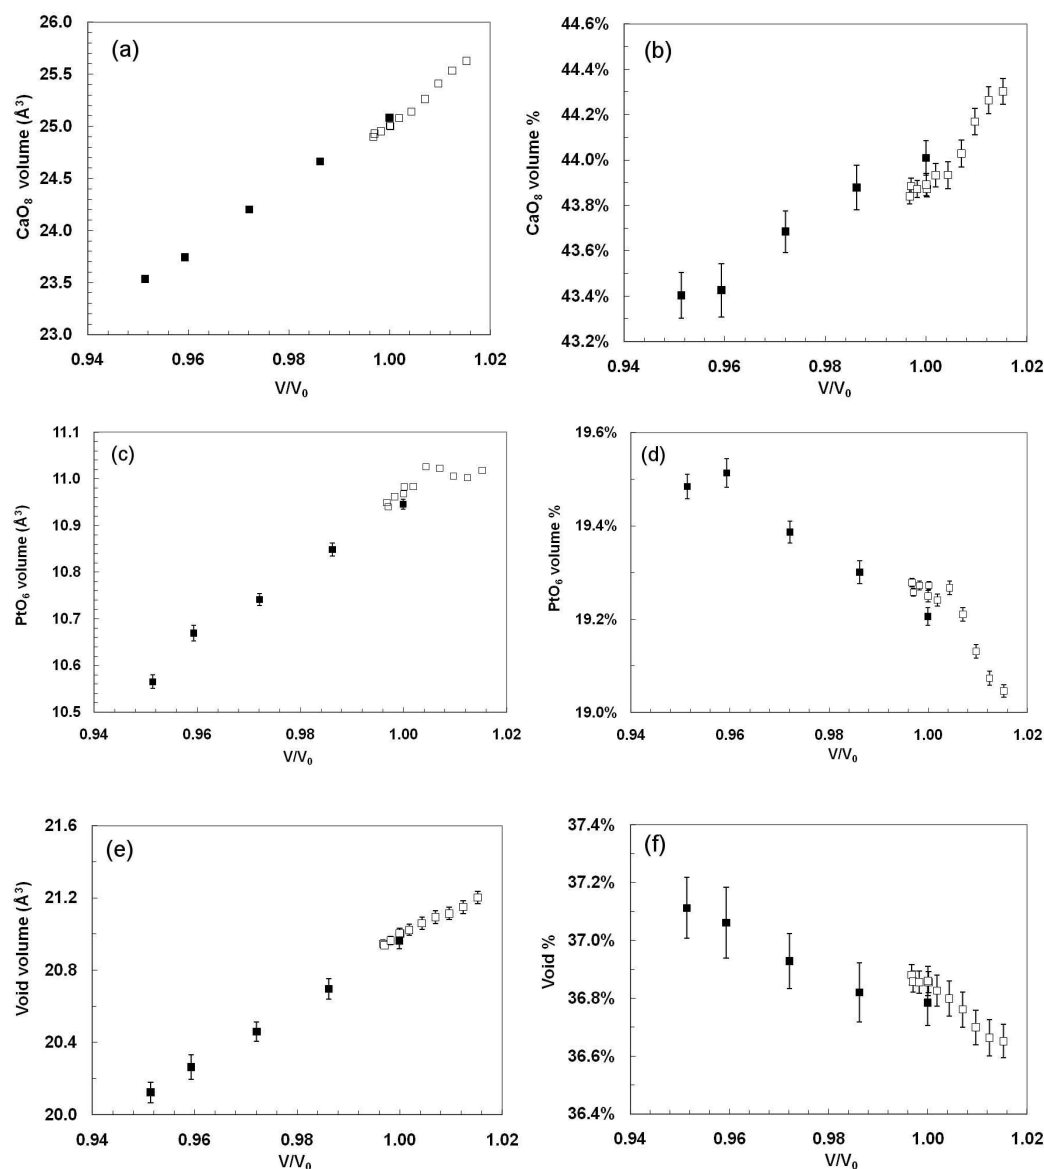 (a)
26.0
25.5
25.0
24.5
24.0
23.5
23.0
CaO₈ volume (Å³)
0.94 0.96 0.98 1.00 1.02
V/V₀
(b)
44.6%
44.4%
44.2%
44.0%
43.8%
43.6%
43.4%
43.2%
CaO₈ volume %
0.94 0.96 0.98 1.00 1.02
V/V₀
(c)
11.1
11.0
10.9
10.8
10.7
10.6
10.5
PtO₆ volume (Å³)
0.94 0.96 0.98 1.00 1.02
V/V₀
(d)
19.6%
19.4%
19.2%
19.0%
PtO₆ volume %
0.94 0.96 0.98 1.00 1.02
V/V₀
(e)
21.6
21.2
20.8
20.4
20.0
Void volume (Å³)
0.94 0.96 0.98 1.00 1.02
V/V₀
(f)
37.4%
37.2%
37.0%
36.8%
36.6%
36.4%
Void %
0.94 0.96 0.98 1.00 1.02
V/V₀